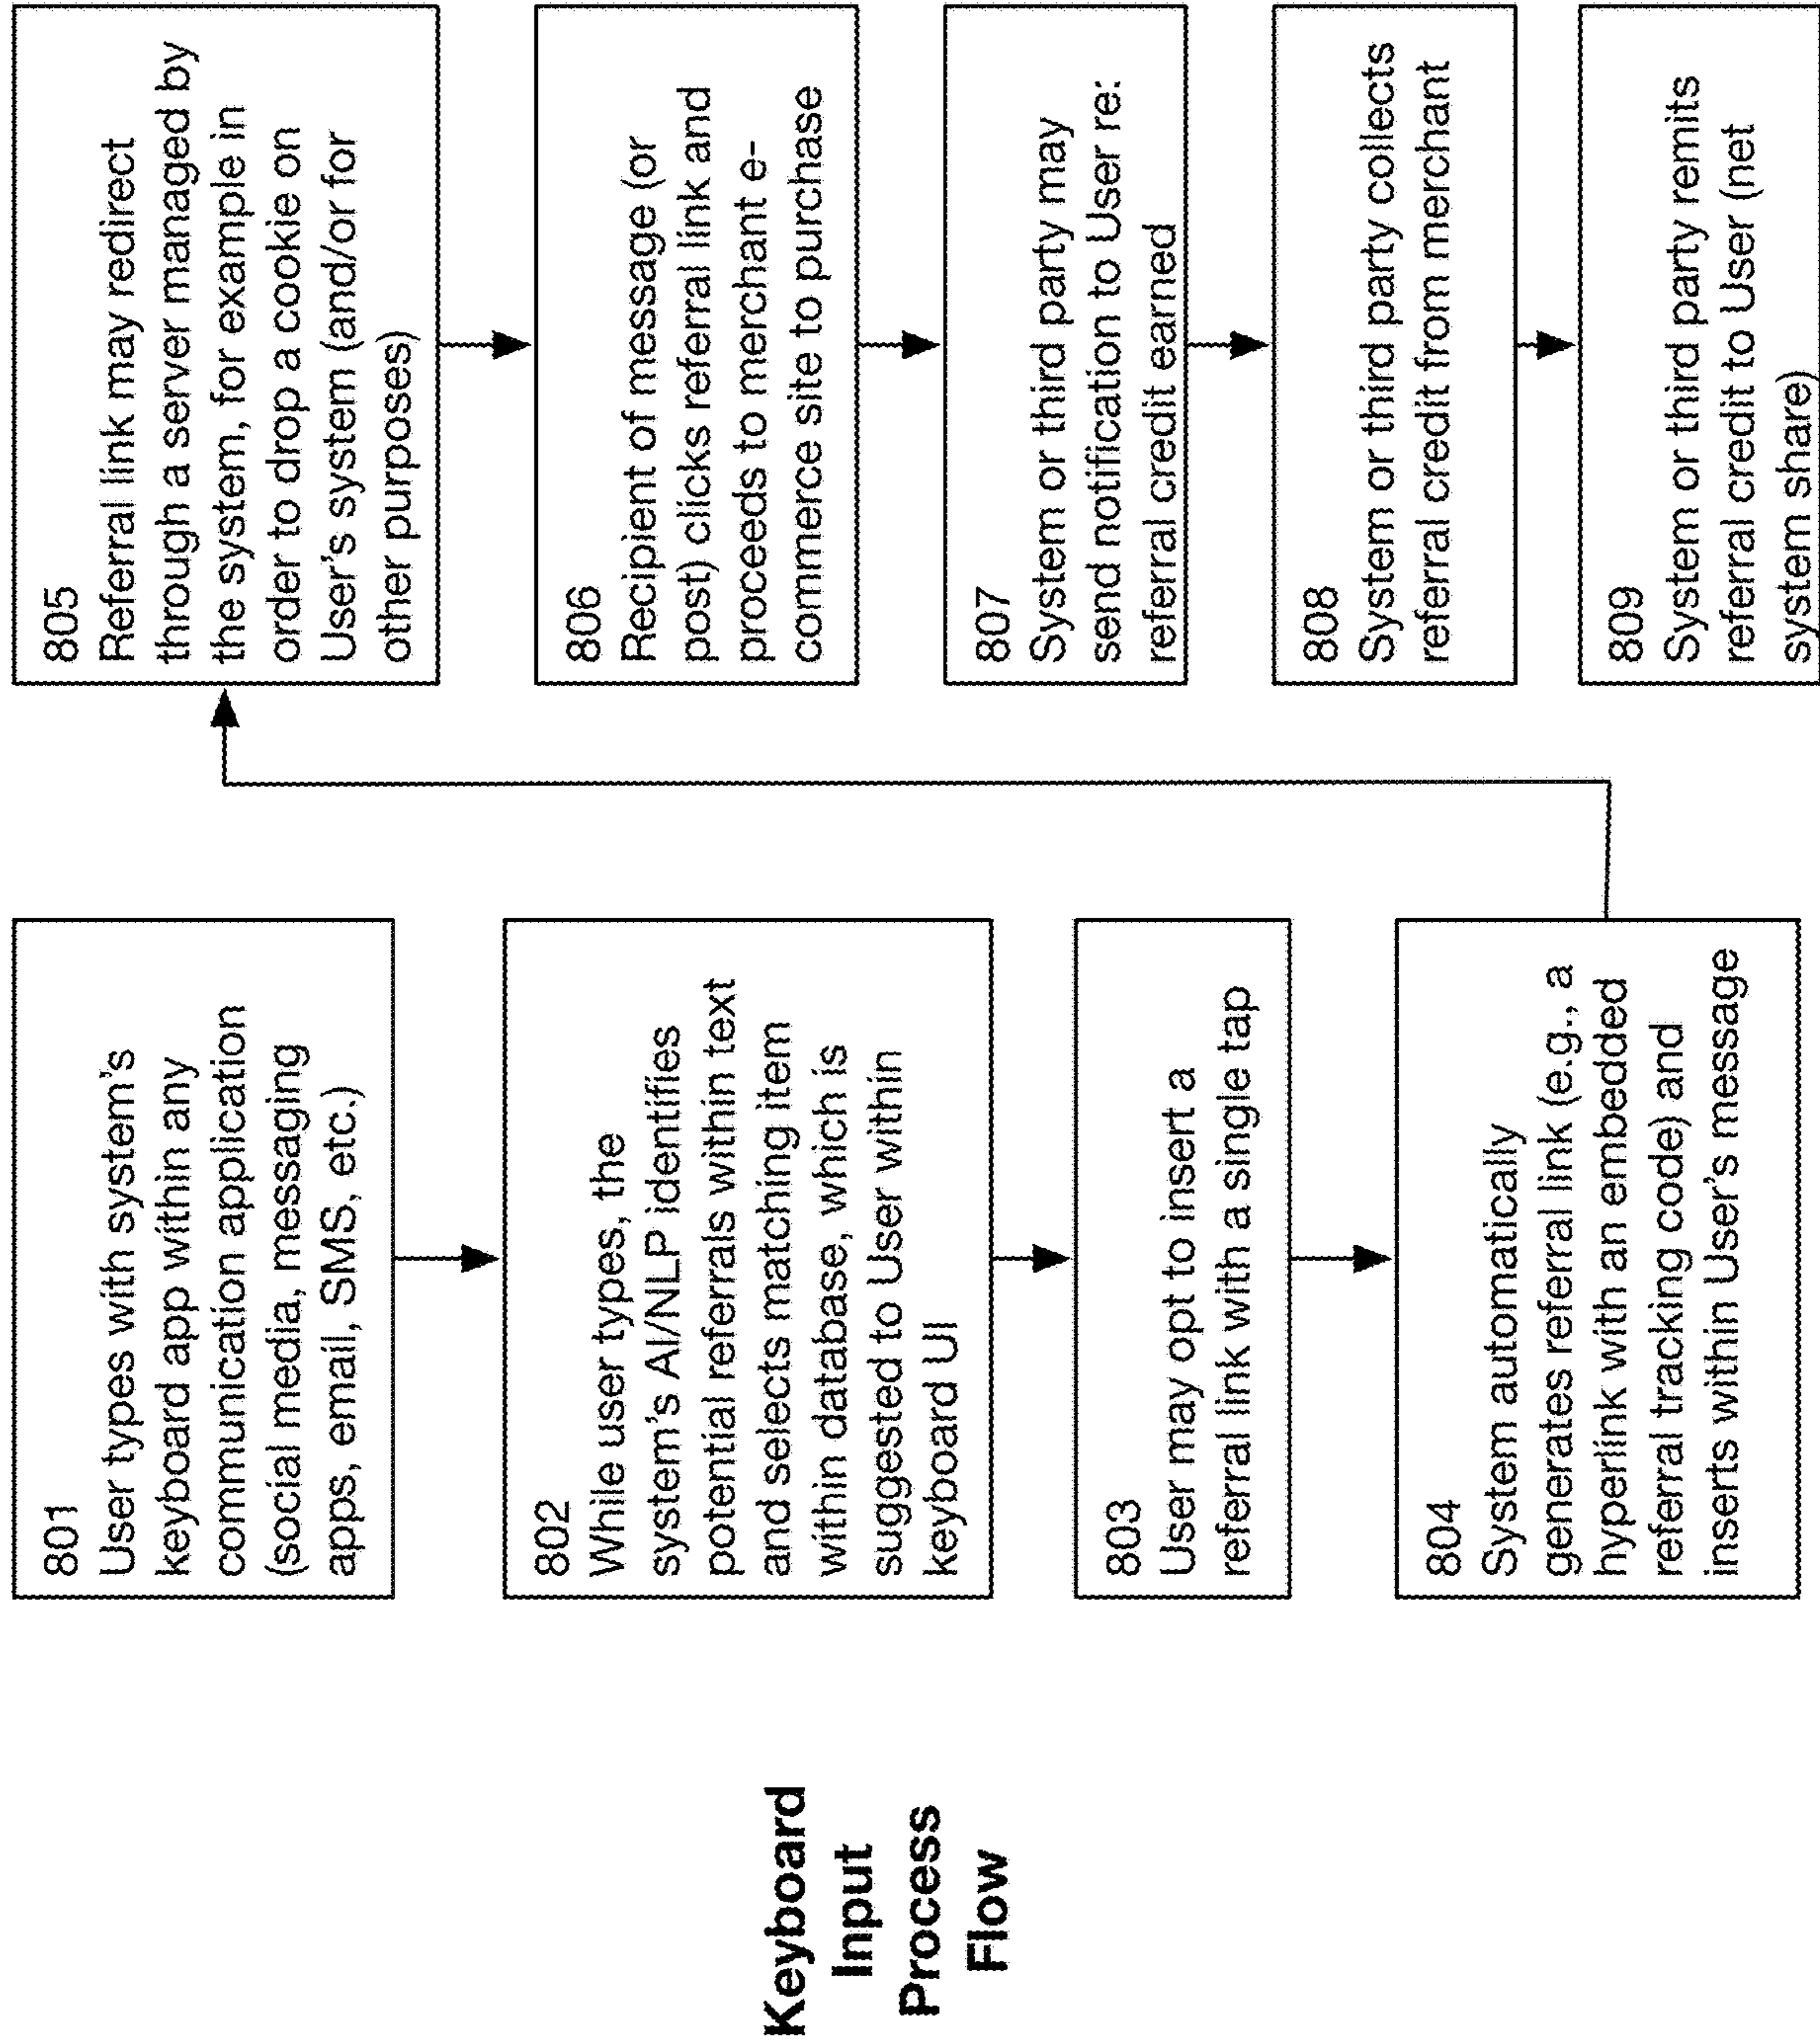 Keyboard
Input
Process
Flow
801
User types with system's
keyboard app within any
communication application
(social media, messaging
apps, email, SMS, etc.)
802
While user types, the
system's AI/NLP identifies
potential referrals within text
and selects matching item
within database, which is
suggested to User within
keyboard UI
803
User may opt to insert a
referral link with a single tap
804
System automatically
generates referral link (e.g., a
hyperlink with an embedded
referral tracking code) and
inserts within User's message
805
Referral link may redirect
through a server managed by
the system, for example in
order to drop a cookie on
User's system (and/or for
other purposes)
806
Recipient of message (or
post) clicks referral link and
proceeds to merchant e-
commerce site to purchase
807
System or third party may
send notification to User re:
referral credit earned
808
System or third party collects
referral credit from merchant
809
System or third party remits
referral credit to User (net
system share)